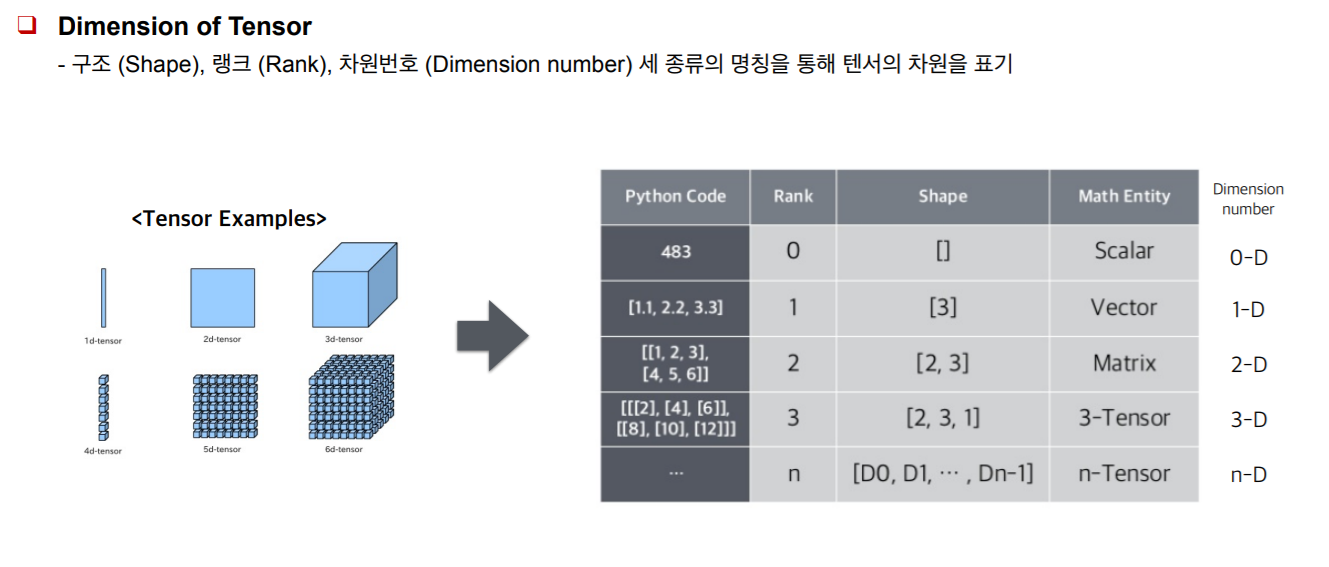 Dimension of Tensor
- 구조 (Shape), 랭크 (Rank), 차원번호 (Dimension number) 세 종류의 명칭을 통해 텐서의 차원을 표기
<Tensor Examples>
1d-tensor
2d-tensor
3d-tensor
4d-tensor
5d-tensor
6d-tensor
Python Code
Rank
Shape
Math Entity
Dimension
number
483
0
[]
Scalar
0-D
[1.1, 2.2, 3.3]
1
[3]
Vector
1-D
[[1, 2, 3],
[4, 5, 6]]
2
[2, 3]
Matrix
2-D
[[[2], [4], [6]],
[[8], [10], [12]]]
3
[2, 3, 1]
3-Tensor
3-D
...
n
[D0, D1, ··· , Dn-1]
n-Tensor
n-D